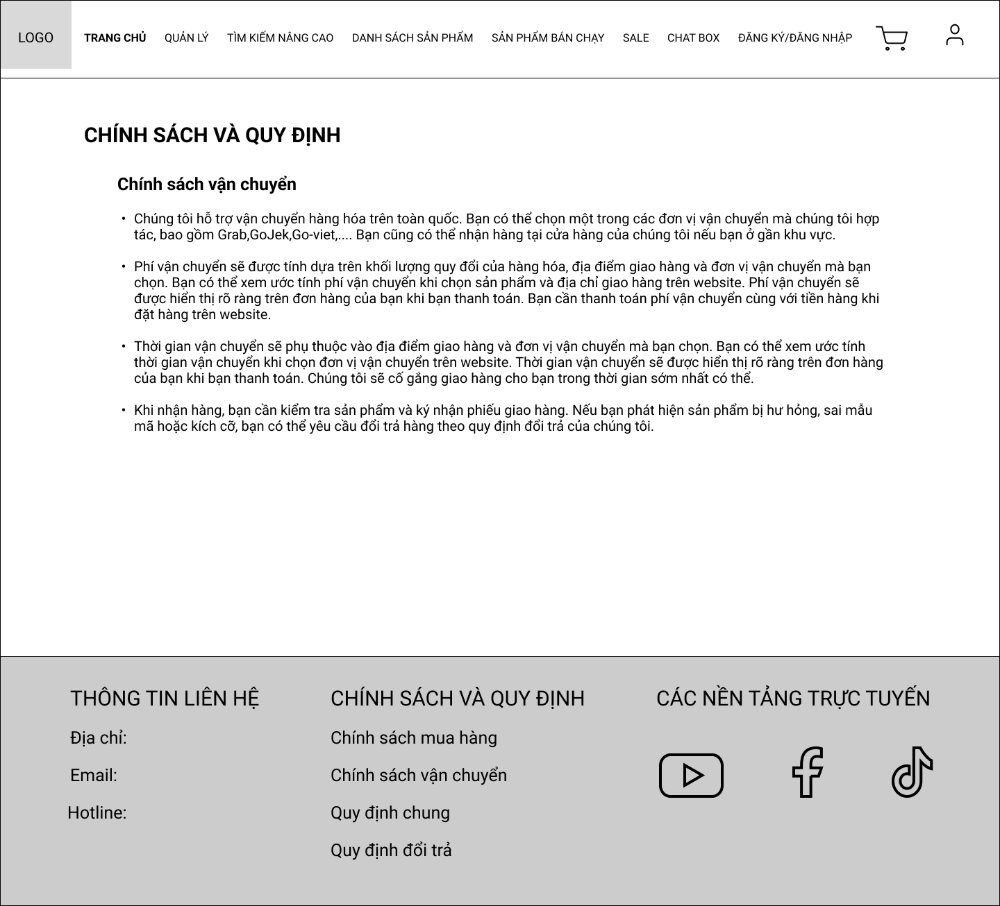 LOGO
TRANG CHỦ QUẢN LÝ TÌM KIẾM NÂNG CAO DANH SÁCH SẢN PHẨM SẢN PHẨM BÁN CHẠY SALE CHAT BOX ĐĂNG KÝ/ĐĂNG NHẬP
CHÍNH SÁCH VÀ QUY ĐỊNH
Chính sách vận chuyển
• Chúng tôi hỗ trợ vận chuyển hàng hóa trên toàn quốc. Bạn có thể chọn một trong các đơn vị vận chuyển mà chúng tôi hợp
tác, bao gồm Grab,GoJek,Go-viet,.... Bạn cũng có thể nhận hàng tại cửa hàng của chúng tôi nếu bạn ở gần khu vực.
• Phí vận chuyển sẽ được tính dựa trên khối lượng quy đổi của hàng hóa, địa điểm giao hàng và đơn vị vận chuyển mà bạn
chọn. Bạn có thể xem ước tính phí vận chuyển khi chọn sản phẩm và địa chỉ giao hàng trên website. Phí vận chuyển sẽ
được hiển thị rõ ràng trên đơn hàng của bạn khi bạn thanh toán. Bạn cần thanh toán phí vận chuyển cùng với tiền hàng khi
đặt hàng trên website.
• Thời gian vận chuyển sẽ phụ thuộc vào địa điểm giao hàng và đơn vị vận chuyển mà bạn chọn. Bạn có thể xem ước tính
thời gian vận chuyển khi chọn đơn vị vận chuyển trên website. Thời gian vận chuyển sẽ được hiển thị rõ ràng trên đơn hàng
của bạn khi bạn thanh toán. Chúng tôi sẽ cố gắng giao hàng cho bạn trong thời gian sớm nhất có thể.
• Khi nhận hàng, bạn cần kiểm tra sản phẩm và ký nhận phiếu giao hàng. Nếu bạn phát hiện sản phẩm bị hư hỏng, sai mẫu
mã hoặc kích cỡ, bạn có thể yêu cầu đổi trả hàng theo quy định đổi trả của chúng tôi.
THÔNG TIN LIÊN HỆ
Địa chỉ:
Email:
Hotline:
CHÍNH SÁCH VÀ QUY ĐỊNH
Chính sách mua hàng
Chính sách vận chuyển
Quy định chung
Quy định đổi trả
CÁC NỀN TẢNG TRỰC TUYẾN